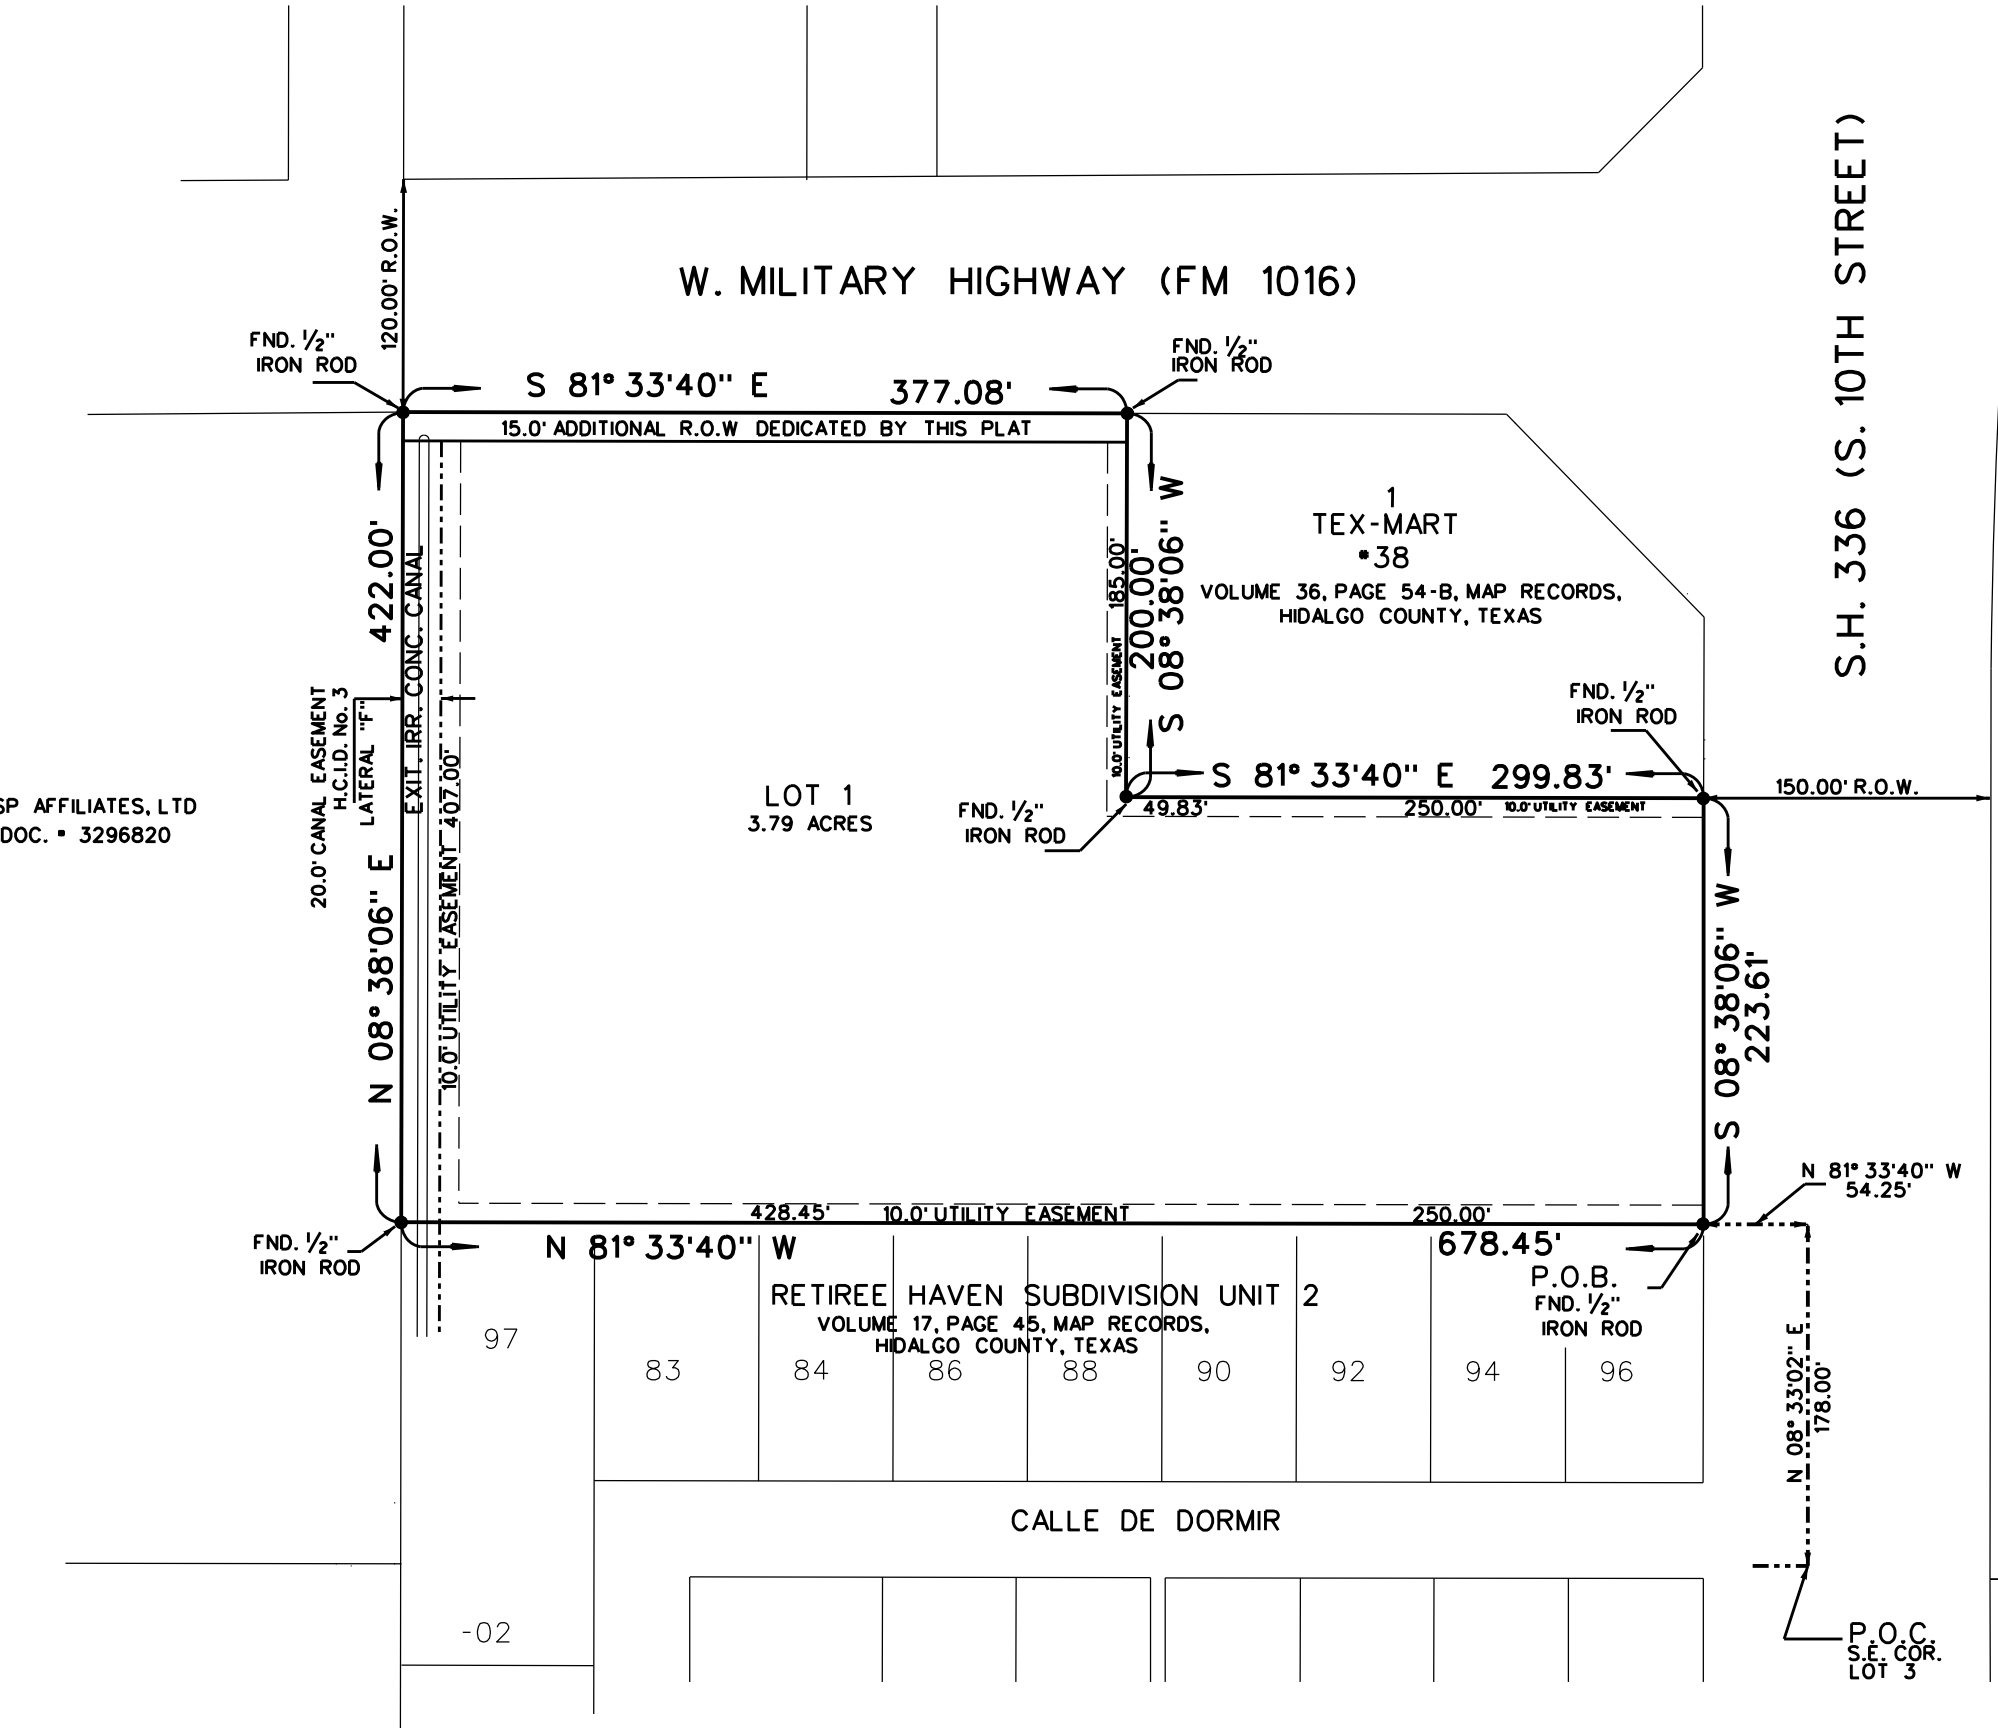 S.H. 336 (S. 10TH STREET)
120.00' R.O.W.
W. MILITARY HIGHWAY (FM 1016)
FND. 1/2"
IRON ROD
FND. 1/2"
IRON ROD
S 81° 33'40" E 377.08'
15.0' ADDITIONAL R.O.W DEDICATED BY THIS PLAT
N 08° 38'06" E 422.00'
20.0' CANAL EASEMENT
H.C.I.D. No. 3
LATERAL "F"
EXT. IRR. CONC. CANAL
10.0' UTILITY EASEMENT 407.00'
10.0' UTILITY EASEMENT 185.00'
200.00'
S 08° 38'06" W
1
TEX-MART
#38
VOLUME 36, PAGE 54-B, MAP RECORDS,
HIDALGO COUNTY, TEXAS
FND. 1/2"
IRON ROD
S 81° 33'40" E 299.83'
150.00' R.O.W.
SP AFFILIATES, LTD
DOC. # 3296820
LOT 1
3.79 ACRES
FND. 1/2"
IRON ROD
49.83' 250.00' 10.0' UTILITY EASEMENT
S 08° 38'06" W
223.61'
N 81° 33'40" W
54.25'
428.45' 10.0' UTILITY EASEMENT 250.00'
FND. 1/2"
IRON ROD
N 81° 33'40" W 678.45'
P.O.B.
FND. 1/2"
IRON ROD
RETIREE HAVEN SUBDIVISION UNIT 2
VOLUME 17, PAGE 45, MAP RECORDS,
HIDALGO COUNTY, TEXAS
97
83 84 86 88 90 92 94 96
N 08° 33'02" E
178.00'
CALLE DE DORMIR
-02
P.O.C.
S.E. COR.
LOT 3